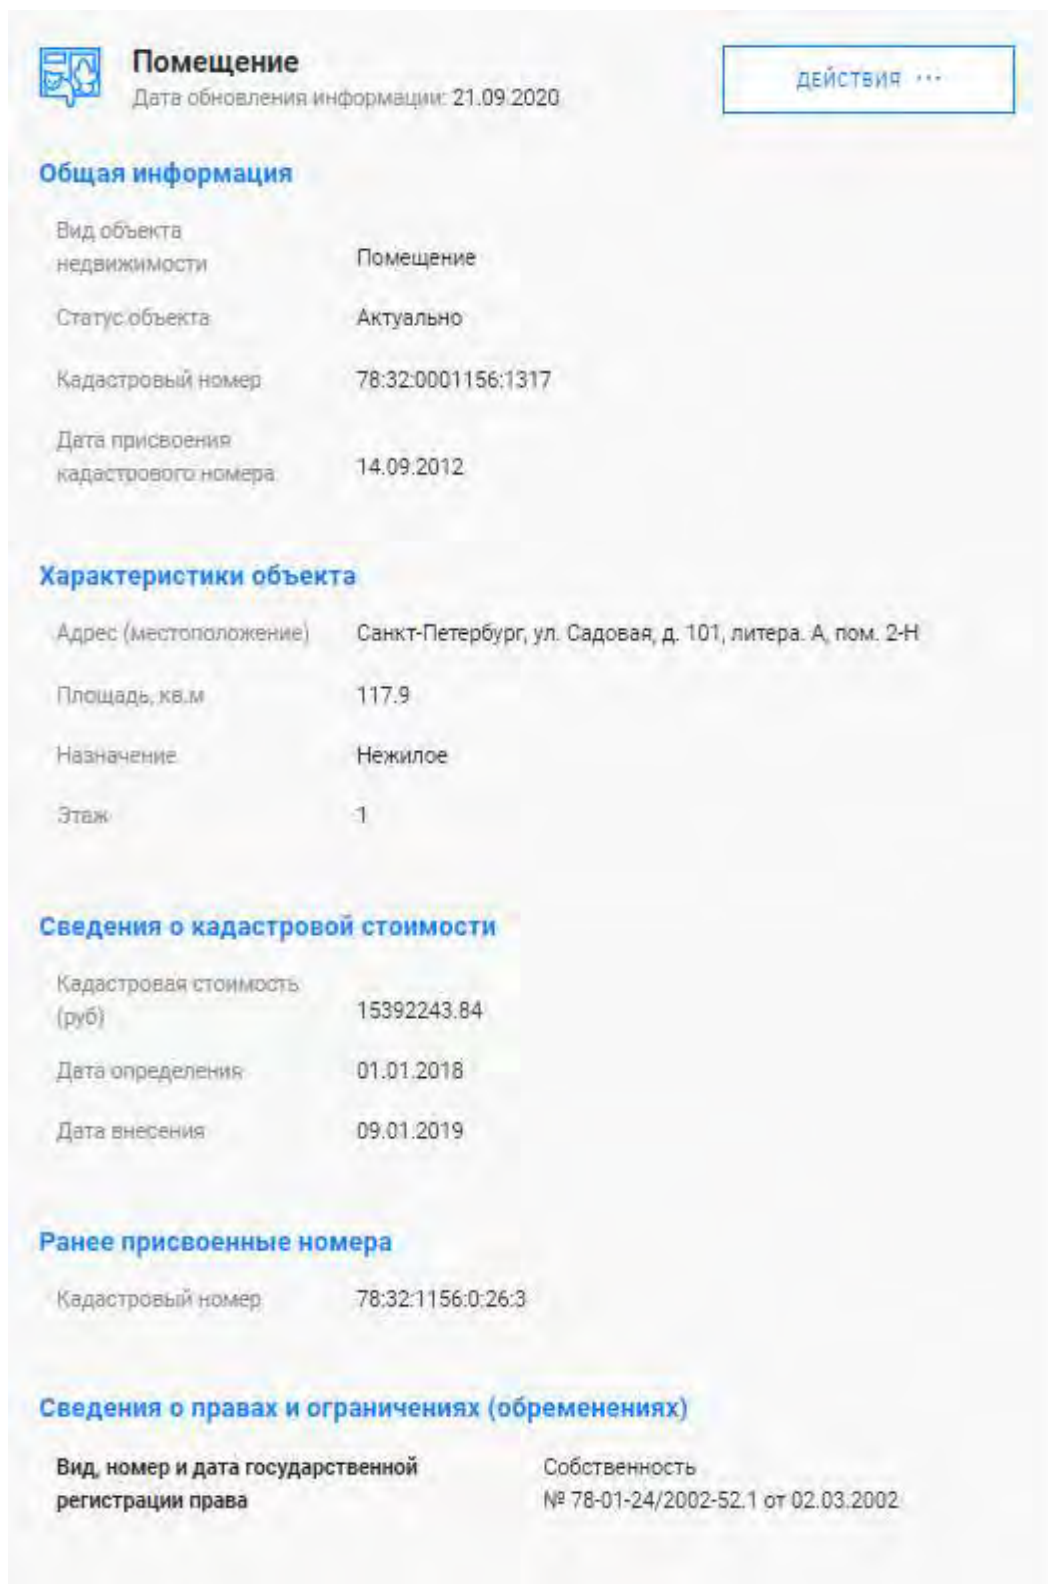 Помещение
Дата обновления информации: 21.09.2020
ДЕЙСТВИЯ ...
Общая информация
Вид объекта
недвижимости
Помещение
Статус объекта
Актуально
Кадастровый номер
78:32:0001156:1317
Дата присвоения
кадастрового номера
14.09.2012
Характеристики объекта
Адрес (местоположение)
Санкт-Петербург, ул. Садовая, д. 101, литера. А, пом. 2-Н
Площадь, кв.м
117.9
Назначение
Нежилое
Этаж
1
Сведения о кадастровой стоимости
Кадастровая стоимость
(руб)
15392243.84
Дата определения
01.01.2018
Дата внесения
09.01.2019
Ранее присвоенные номера
Кадастровый номер
78:32:1156:0:26:3
Сведения о правах и ограничениях (обременениях)
Вид, номер и дата государственной
регистрации права
Собственность
№ 78-01-24/2002-52.1 от 02.03.2002